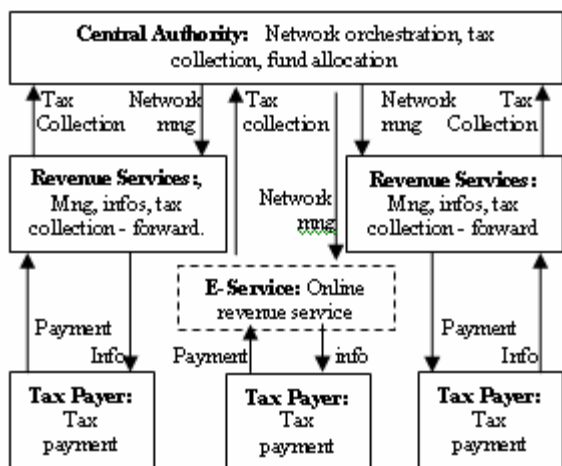 Central Authority: Network orchestration, tax
collection, fund allocation
Tax
Collection
Network
mng
Tax
collection
Network
mng
Tax
Collection
Revenue Services:,
Mng, infos, tax
collection - forward.
Network
mng
Revenue Services:
Mng, infos, tax
collection - forward
E-Service: Online
revenue service
Payment
Info
Payment
info
Payment
Info
Tax Payer:
Tax
payment
Tax Payer:
Tax
payment
Tax Payer:
Tax
payment